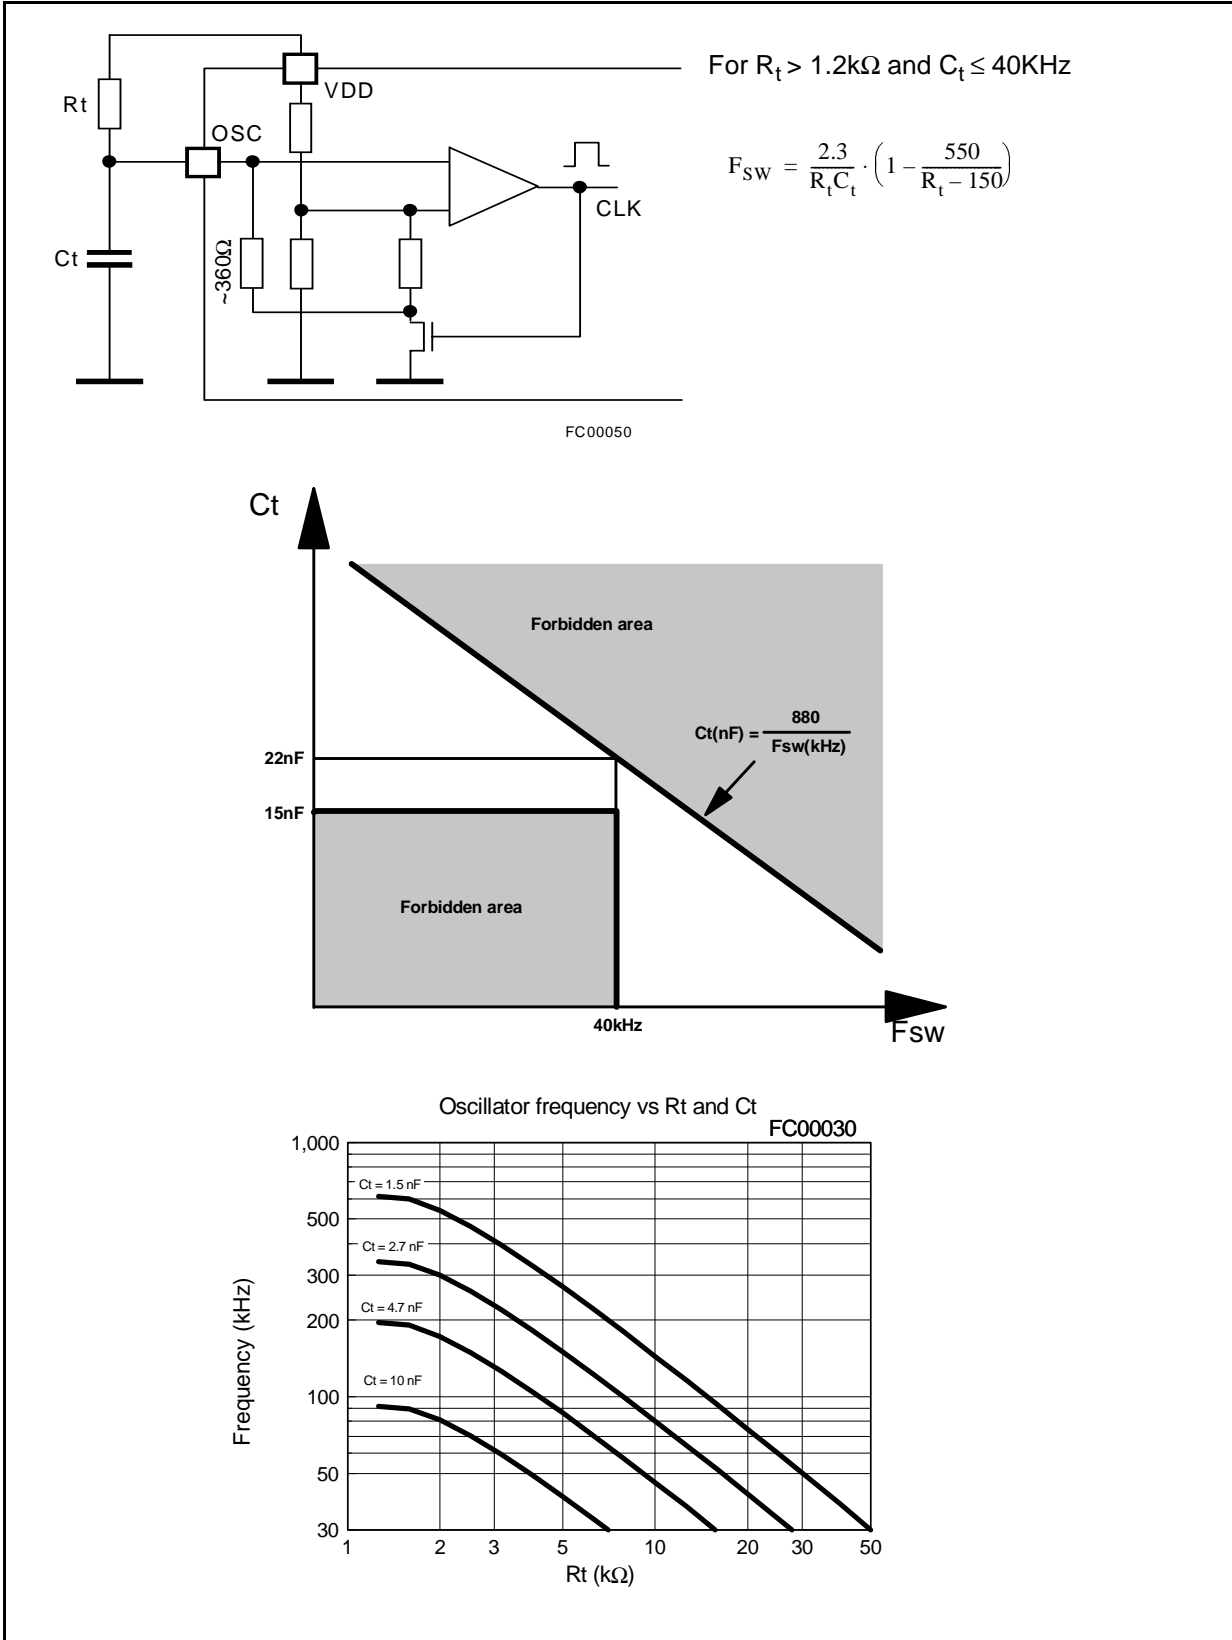 For Rt > 1.2kΩ and Ct ≤ 40KHz
VDD
Rt
OSC
FSW = 2.3 / RtCt · (1 − 550 / Rt − 150)
CLK
Ct
~360Ω
FC00050
Ct
Forbidden area
Ct(nF) = 880 / Fsw(kHz)
22nF
15nF
Forbidden area
40kHz
Fsw
Oscillator frequency vs Rt and Ct
FC00030
1,000
Ct = 1.5 nF
500
Ct = 2.7 nF
300
Ct = 4.7 nF
200
Ct = 10 nF
100
50
30
Frequency (kHz)
1 2 3 5 10 20 30 50
Rt (kΩ)